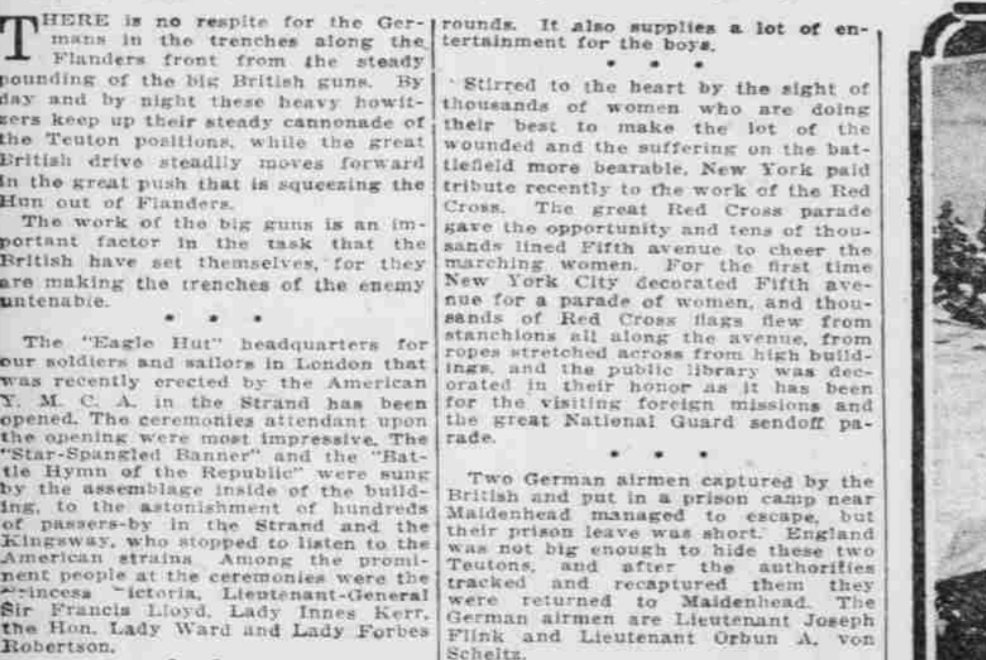 THERE is no respite for the Ger-
mans in the trenches along the
Flanders front from the steady
pounding of the big British guns. By
day and by night these heavy howit-
zers keep up their steady cannonade of
the Teuton positions, while the great
British drive steadily moves forward
in the great push that is squeezing the
Hun out of Flanders.
The work of the big guns is an im-
portant factor in the task that the
British have set themselves, for they
are making the trenches of the enemy
untenable.
* * *
The "Eagle Hut" headquarters for
our soldiers and sailors in London that
was recently erected by the American
Y. M. C. A. in the Strand has been
opened. The ceremonies attendant upon
the opening were most impressive. The
"Star-Spangled Banner" and the "Bat-
tle Hymn of the Republic" were sung
by the assemblage inside of the build-
ing, to the astonishment of hundreds
of passers-by in the Strand and the
Kingsway, who stopped to listen to the
American strains Among the promi-
nent people at the ceremonies were the
Princess Victoria, Lieutenant-General
Sir Francis Lloyd, Lady Innes Kerr,
the Hon. Lady Ward and Lady Forbes
Robertson.
rounds. It also supplies a lot of en-
tertainment for the boys.
* * *
Stirred to the heart by the sight of
thousands of women who are doing
their best to make the lot of the
wounded and the suffering on the bat-
tlefield more bearable, New York paid
tribute recently to the work of the Red
Cross. The great Red Cross parade
gave the opportunity and tens of thou-
sands lined Fifth avenue to cheer the
marching women. For the first time
New York City decorated Fifth ave-
nue for a parade of women, and thou-
sands of Red Cross flags flew from
stanchions all along the avenue, from
ropes stretched across from high build-
ings, and the public library was dec-
orated in their honor as it has been
for the visiting foreign missions and
the great National Guard sendoff pa-
rade.
* * *
Two German airmen captured by the
British and put in a prison camp near
Maidenhead managed to escape, but
their prison leave was short. England
was not big enough to hide these two
Teutons, and after the authorities
tracked and recaptured them they
were returned to Maidenhead. The
German airmen are Lieutenant Joseph
Flink and Lieutenant Orbun A. von
Scheltz.